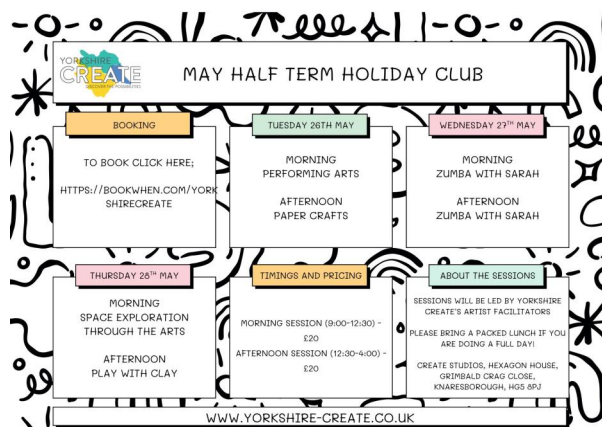 YORKSHIRE
CREATE
DISCOVER THE POSSIBILITIES
MAY HALF TERM HOLIDAY CLUB
BOOKING
TO BOOK CLICK HERE;
HTTPS://BOOKWHEN.COM/YORK
SHIRECREATE
TUESDAY 26TH MAY
MORNING
PERFORMING ARTS
AFTERNOON
PAPER CRAFTS
WEDNESDAY 27TH MAY
MORNING
ZUMBA WITH SARAH
AFTERNOON
ZUMBA WITH SARAH
THURSDAY 28TH MAY
MORNING
SPACE EXPLORATION
THROUGH THE ARTS
AFTERNOON
PLAY WITH CLAY
TIMINGS AND PRICING
MORNING SESSION (9:00-12:30) -
£20
AFTERNOON SESSION (12:30-4:00) -
£20
ABOUT THE SESSIONS
SESSIONS WILL BE LED BY YORKSHIRE
CREATE'S ARTIST FACILITATORS
PLEASE BRING A PACKED LUNCH IF YOU
ARE DOING A FULL DAY!
CREATE STUDIOS, HEXAGON HOUSE,
GRIMBALD CRAG CLOSE,
KNARESBOROUGH, HG5 8PJ
WWW.YORKSHIRE-CREATE.CO.UK